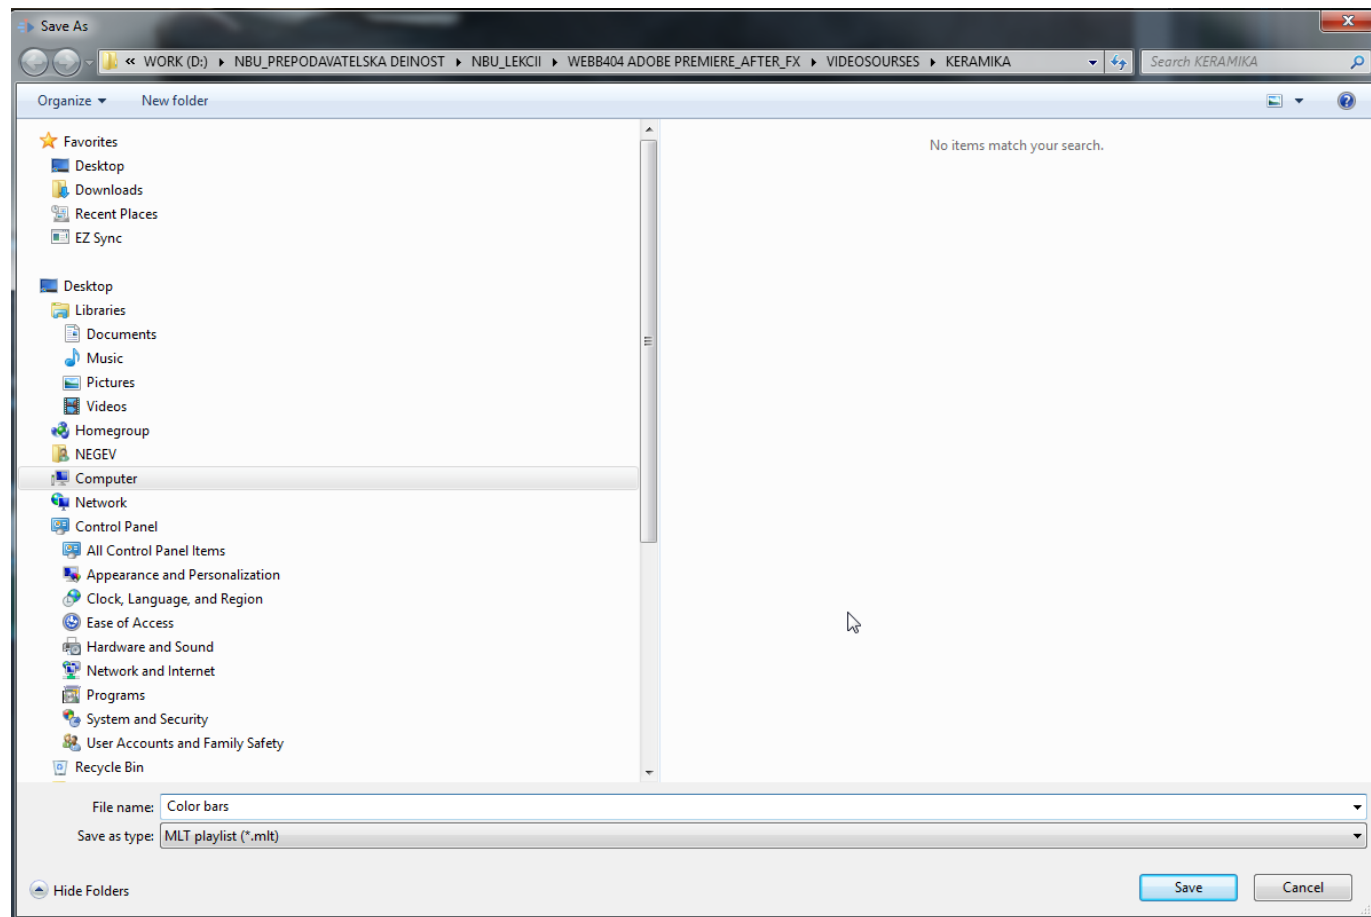 Save As
« WORK (D:) NBU_PREPODAVATELSKA DEINOST NBU_LEKCII WEBB404 ADOBE PREMIERE_AFTER_FX VIDEOSOURSES KERAMIKA
Search KERAMIKA
Organize New folder
Favorites
Desktop
Downloads
Recent Places
EZ Sync
Desktop
Libraries
Documents
Music
Pictures
Videos
Homegroup
NEGEV
Computer
Network
Control Panel
All Control Panel Items
Appearance and Personalization
Clock, Language, and Region
Ease of Access
Hardware and Sound
Network and Internet
Programs
System and Security
User Accounts and Family Safety
Recycle Bin
No items match your search.
File name: Color bars
Save as type: MLT playlist (*.mlt)
Hide Folders
Save Cancel